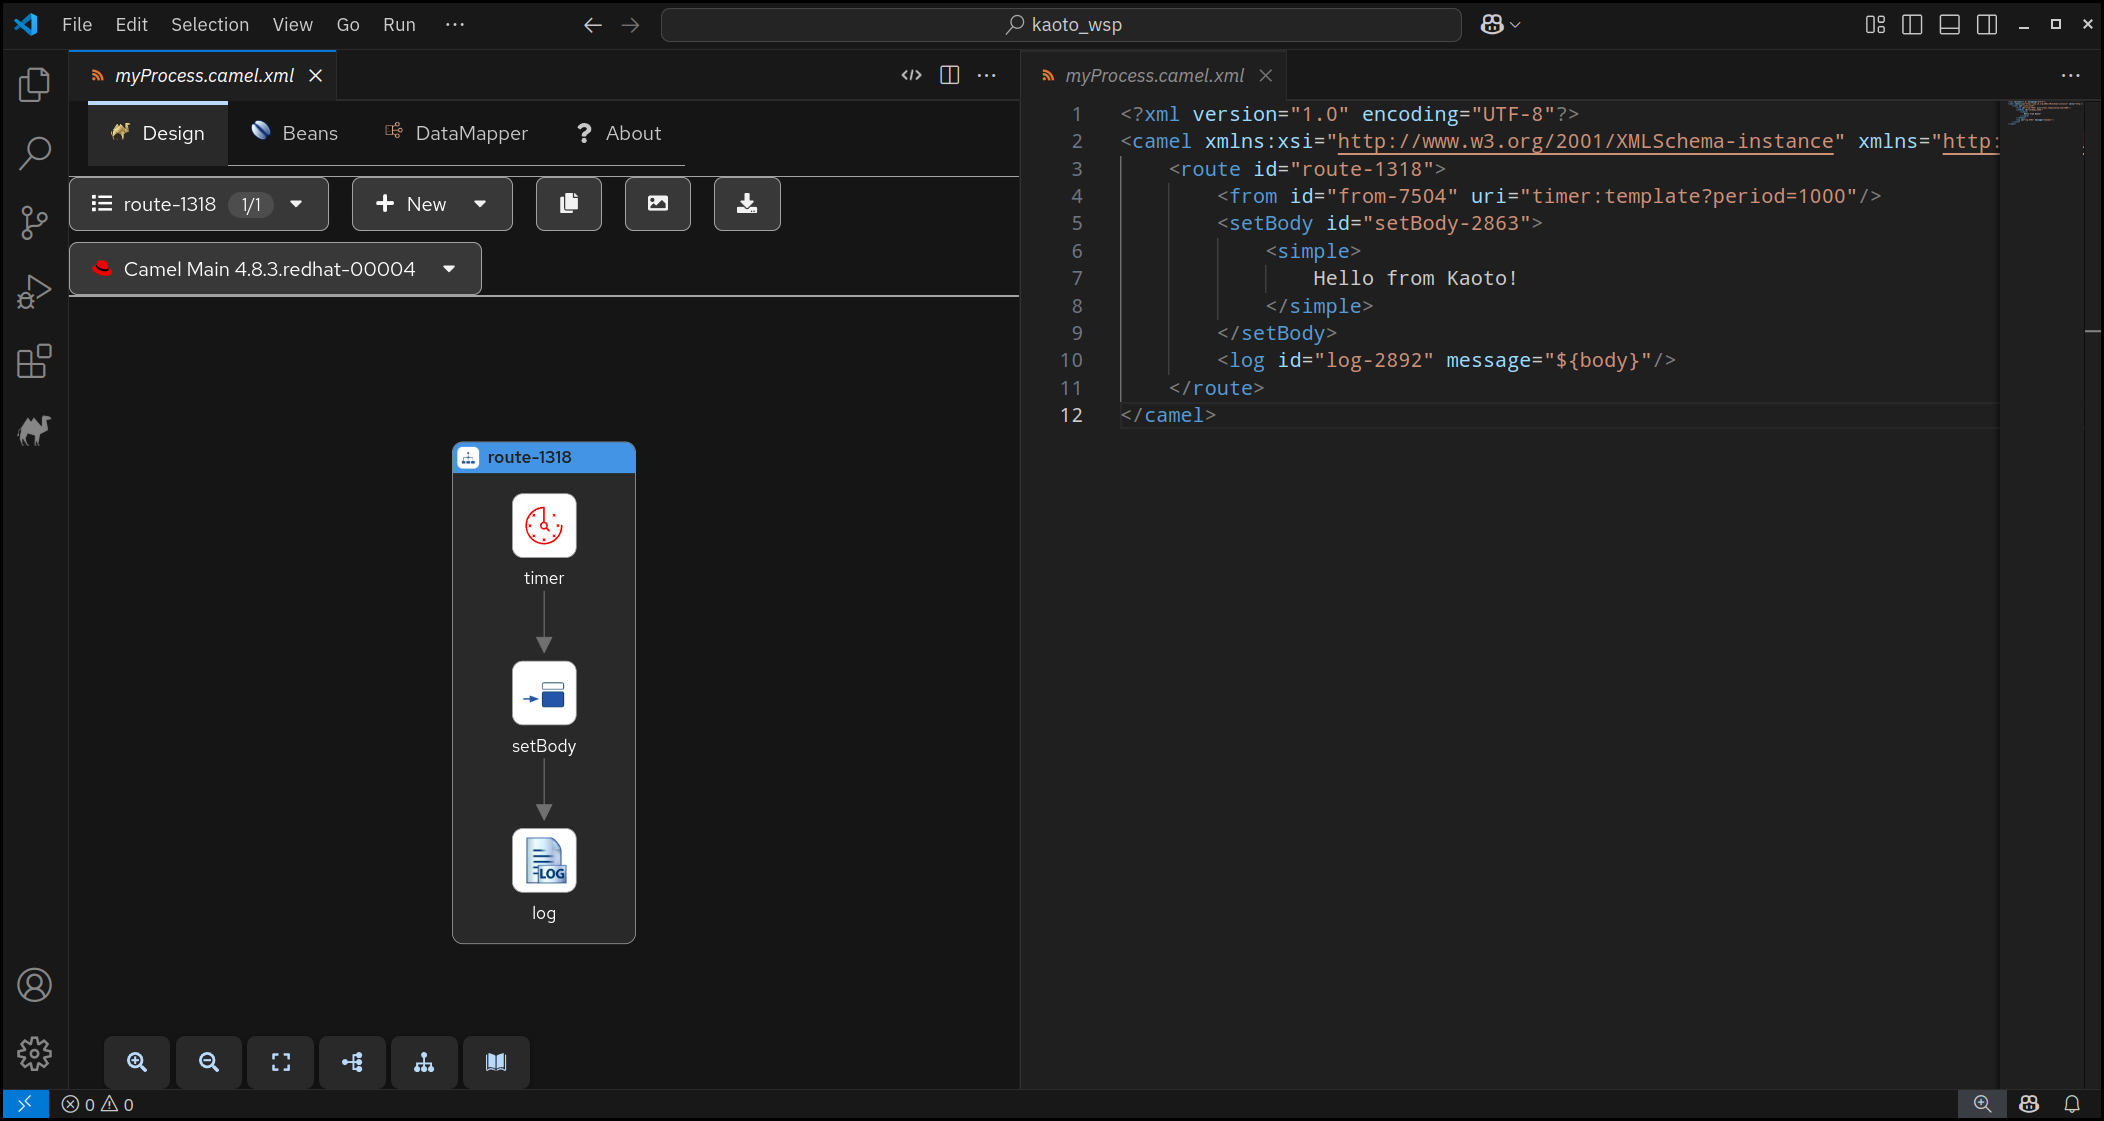 File Edit Selection View Go Run ··· kaoto_wsp
myProcess.camel.xml
Design Beans DataMapper About
route-1318 1/1 New
Camel Main 4.8.3.redhat-00004
route-1318
timer
setBody
LOG
log
0 0
myProcess.camel.xml
1 <?xml version="1.0" encoding="UTF-8"?>
2 <camel xmlns:xsi="http://www.w3.org/2001/XMLSchema-instance" xmlns="http:
3 <route id="route-1318">
4 <from id="from-7504" uri="timer:template?period=1000"/>
5 <setBody id="setBody-2863">
6 <simple>
7 Hello from Kaoto!
8 </simple>
9 </setBody>
10 <log id="log-2892" message="${body}"/>
11 </route>
12 </camel>